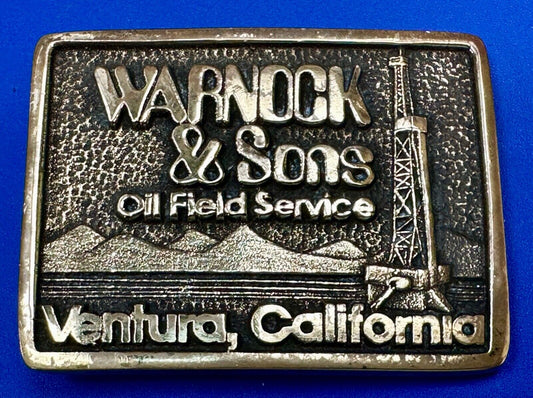 WARNOCK
& Sons
Oil Field Service
Ventura, California